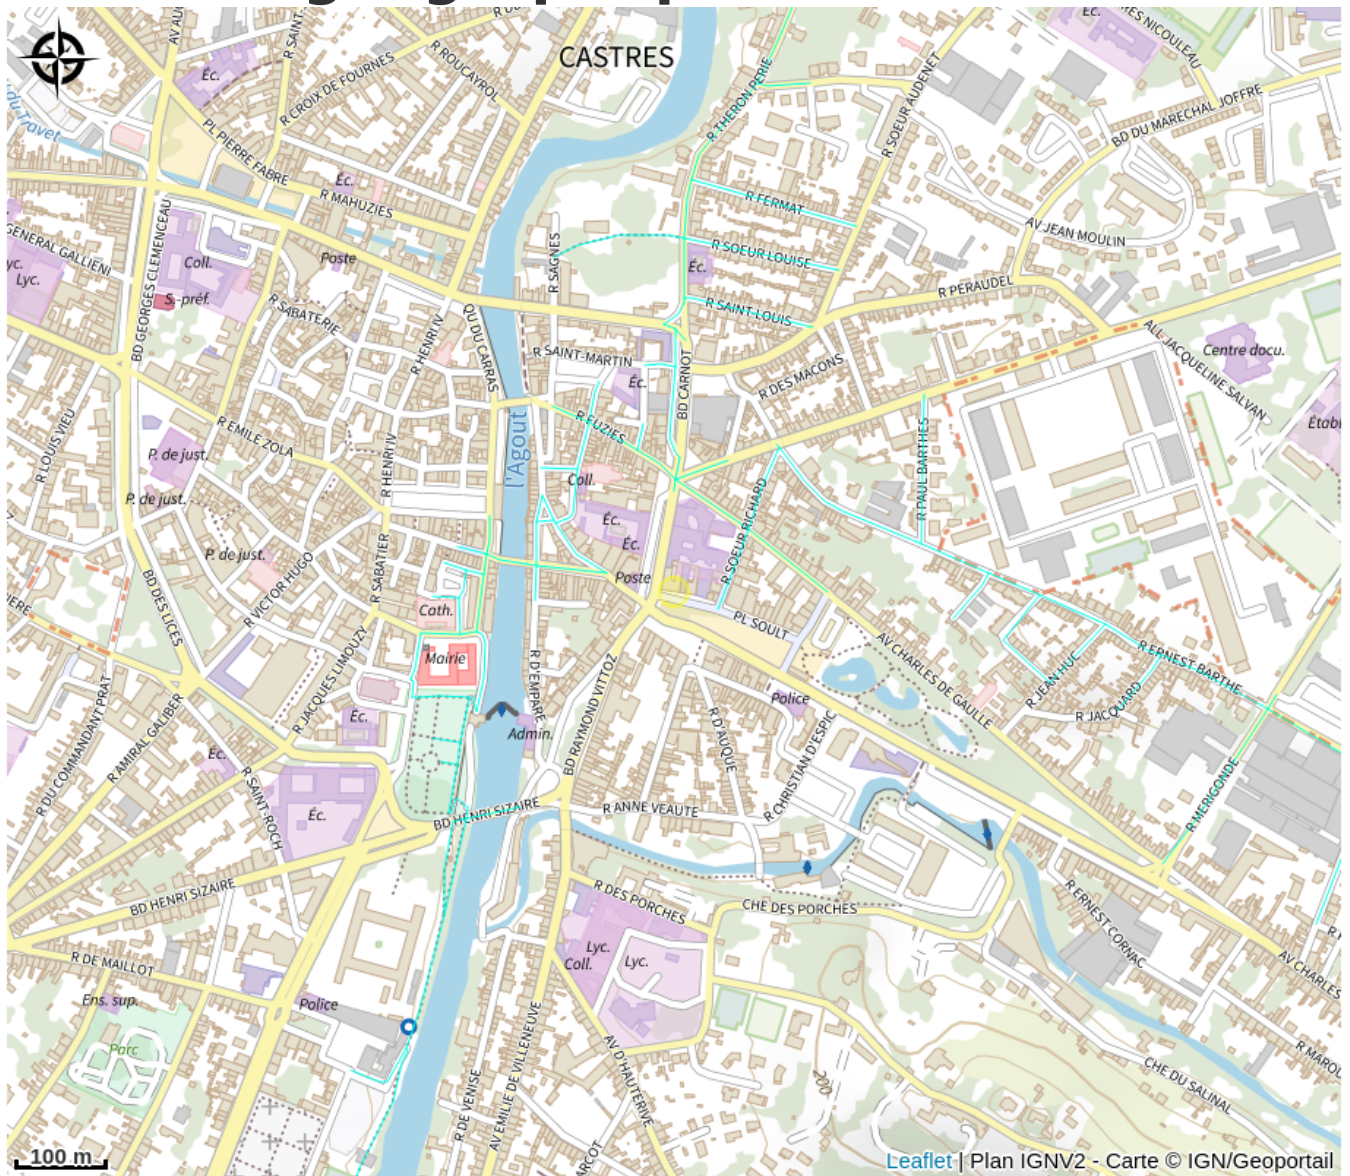 CASTRES
R SAINT-
R CROIX DE FOURNES
R ROUCAYROL
Éc.
PL PIERRE FABRE
R MAHUZIES
Éc.
R THERON PERIE
R SOEUR AUDENET
Éc.
BD DU MARECHAL JOFFRE
AV JEAN MOULIN
R FERMAT
R SOEUR LOUISE
R SAINT-LOUIS
Éc.
R SAGNES
R PERAUDEL
GENERAL GALLIENI
Lyc.
Coll.
S.-préf.
Poste
BD GEORGES CLEMENCEAU
R SABATERIE
R HENRI IV
QU DU CARRAS
R SAINT-MARTIN
Éc.
BD CARNOT
R DES MACONS
ALL JACQUELINE SALVAN
Centre docu.
R LOUIS VIEU
R EMILE ZOLA
P. de just.
P. de just.
P. de just.
R HENRI IV
l'Agout
R FUZIES
Coll.
Éc.
Éc.
R SOEUR RICHARD
R PAUL BARTHES
R SABATIER
R VICTOR HUGO
BD DES LICES
Poste
Cath.
Mairie
PL SOULT
AV CHARLES DE GAULLE
R ERNEST BARTHE
R JEAN HUC
R JACQUARD
R JACQUES LIMOUZY
Éc.
R D'EMPARE
Admin.
BD RAYMOND VITTOZ
Police
R D'AUQUE
R CHRISTIAN D'ESPIC
R MERIGONDE
R DU COMMANDANT PRAT
R AMIRAL GALIBER
Éc.
R SAINT-ROCH
Éc.
BD HENRI SIZAIRE
R ANNE VEAUTE
BD HENRI SIZAIRE
R DES PORCHES
CHE DES PORCHES
R ERNEST CORNAC
AV CHARLES
R DE MAILLOT
Ens. sup.
Parc
Police
Lyc.
Coll.
Lyc.
R DE VENISE
AV EMILIE DE VILLENEUVE
AV D'HAUTERIVE
200
CHE DU SALINAL
100 m
Leaflet | Plan IGNV2 - Carte © IGN/Geoportail